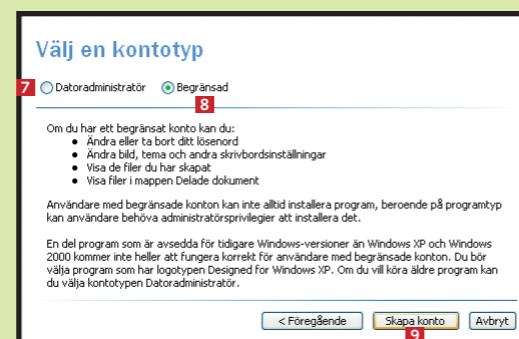 Välj en kontotyp
7 Datoradministratör Begränsad
8
Om du har ett begränsat konto kan du:
• Ändra eller ta bort ditt lösenord
• Ändra bild, tema och andra skrivbordsinställningar
• Visa de filer du har skapat
• Visa filer i mappen Delade dokument
Användare med begränsade konton kan inte alltid installera program, beroende på programtyp
kan användare behöva administratörsprivilegier att installera det.
En del program som är avsedda för tidigare Windows-versioner än Windows XP och Windows
2000 kommer inte heller att fungera korrekt för användare med begränsade konton. Du bör
välja program som har logotypen Designed for Windows XP. Om du vill köra äldre program kan
du välja kontotypen Datoradministratör.
< Föregående Skapa konto Avbryt
9